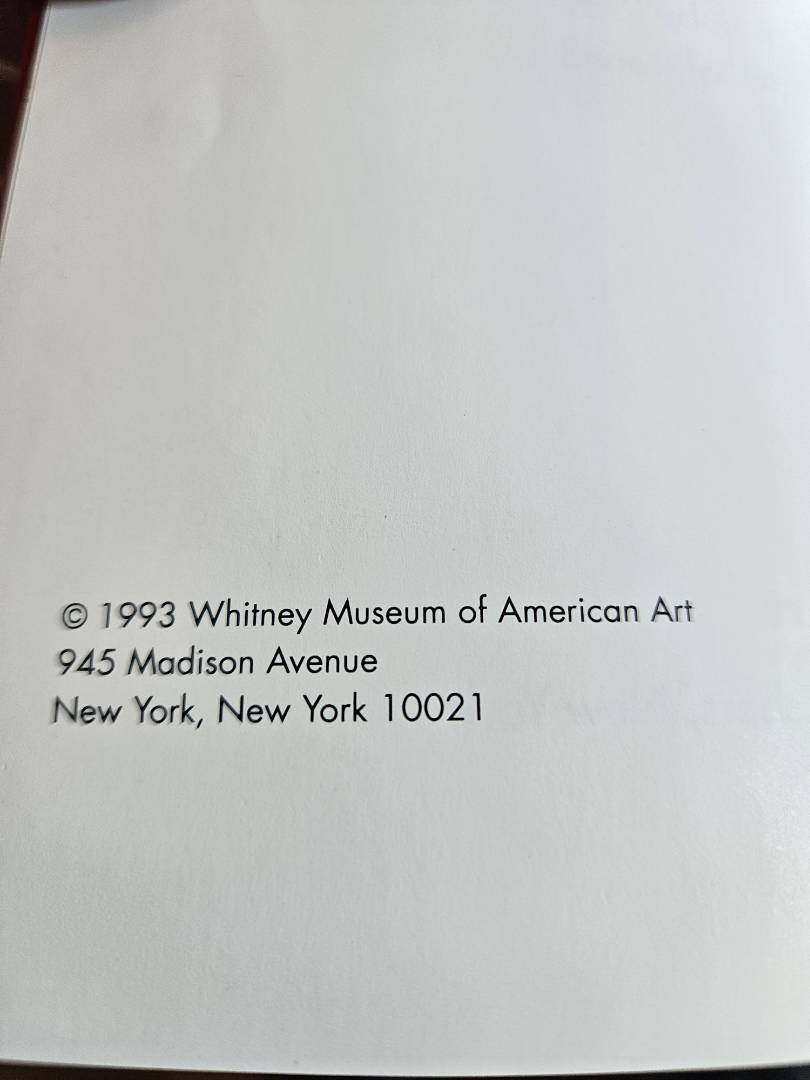 © 1993 Whitney Museum of American Art
945 Madison Avenue
New York, New York 10021